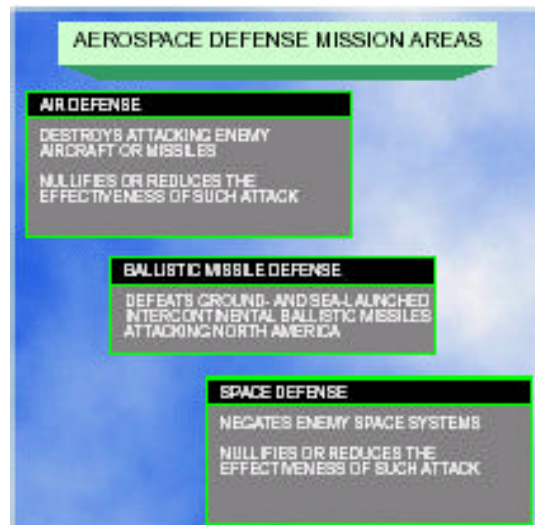 AEROSPACE DEFENSE MISSION AREAS
AIR DEFENSE
DESTROYS ATTACKING ENEMY
AIRCRAFT OR MISSILES
NULLIFIES OR REDUCES THE
EFFECTIVENESS OF SUCH ATTACK
BALLISTIC MISSILE DEFENSE
DEFEATS GROUND- AND SEA-LAUNCHED
INTERCONTINENTAL BALLISTIC MISSILES
ATTACKING NORTH AMERICA
SPACE DEFENSE
NEGATES ENEMY SPACE SYSTEMS
NULLIFIES OR REDUCES THE
EFFECTIVENESS OF SUCH ATTACK